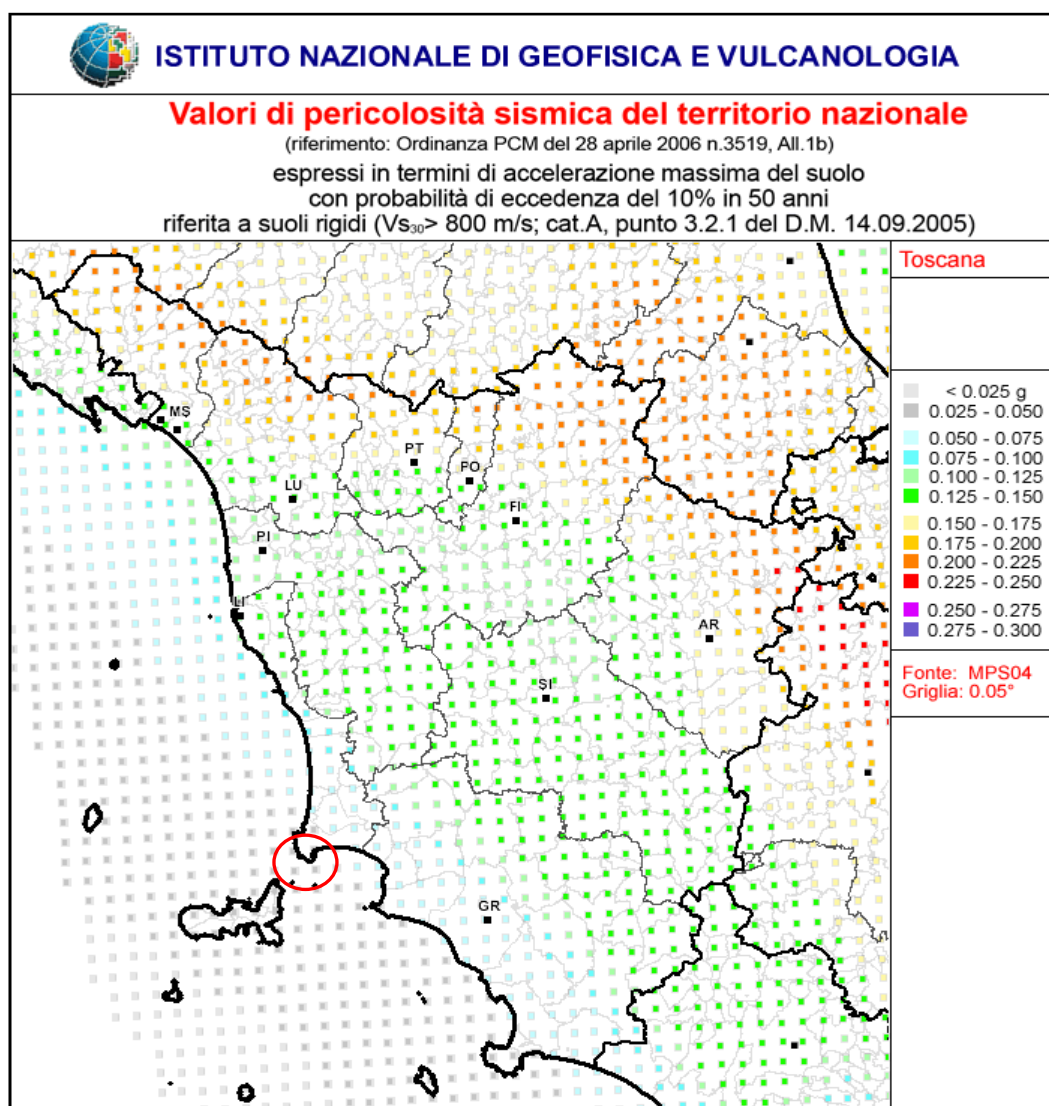 ISTITUTO NAZIONALE DI GEOFISICA E VULCANOLOGIA
Valori di pericolosità sismica del territorio nazionale
(riferimento: Ordinanza PCM del 28 aprile 2006 n.3519, All.1b)
espressi in termini di accelerazione massima del suolo
con probabilità di eccedenza del 10% in 50 anni
riferita a suoli rigidi (Vs₃₀> 800 m/s; cat.A, punto 3.2.1 del D.M. 14.09.2005)
Toscana
< 0.025 g
0.025 - 0.050
0.050 - 0.075
0.075 - 0.100
0.100 - 0.125
0.125 - 0.150
0.150 - 0.175
0.175 - 0.200
0.200 - 0.225
0.225 - 0.250
0.250 - 0.275
0.275 - 0.300
Fonte: MPS04
Griglia: 0.05°
MS
PT
PO
LU
FI
PI
LI
AR
SI
GR